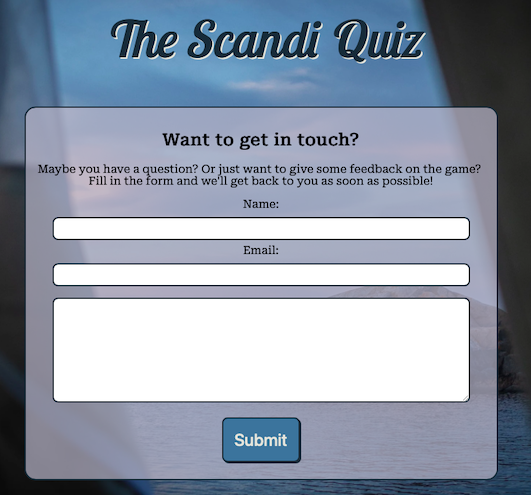 The Scandi Quiz
Want to get in touch?
Maybe you have a question? Or just want to give some feedback on the game?
Fill in the form and we'll get back to you as soon as possible!
Name:
Email:
Submit